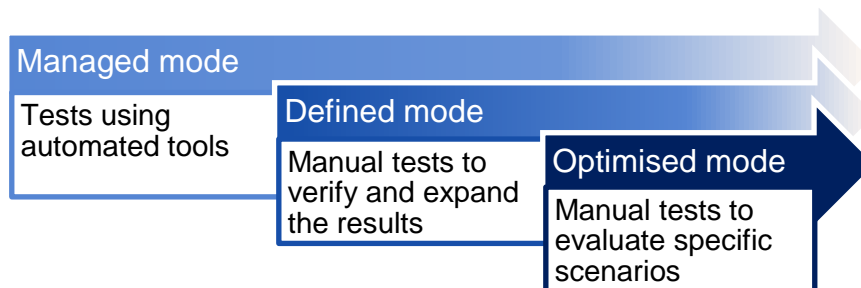 Managed mode
Tests using
automated tools
Defined mode
Manual tests to
verify and expand
the results
Optimised mode
Manual tests to
evaluate specific
scenarios